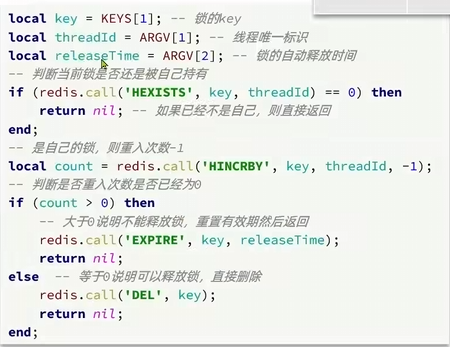 local key = KEYS[1]; -- 锁的key
local threadId = ARGV[1]; -- 线程唯一标识
local releaseTime = ARGV[2]; -- 锁的自动释放时间
-- 判断当前锁是否还是被自己持有
if (redis.call('HEXISTS', key, threadId) == 0) then
    return nil; -- 如果已经不是自己，则直接返回
end;
-- 是自己的锁，则重入次数-1
local count = redis.call('HINCRBY', key, threadId, -1);
-- 判断是否重入次数是否已经为0
if (count > 0) then
    -- 大于0说明不能释放锁，重置有效期然后返回
    redis.call('EXPIRE', key, releaseTime);
    return nil;
else  -- 等于0说明可以释放锁，直接删除
    redis.call('DEL', key);
    return nil;
end;